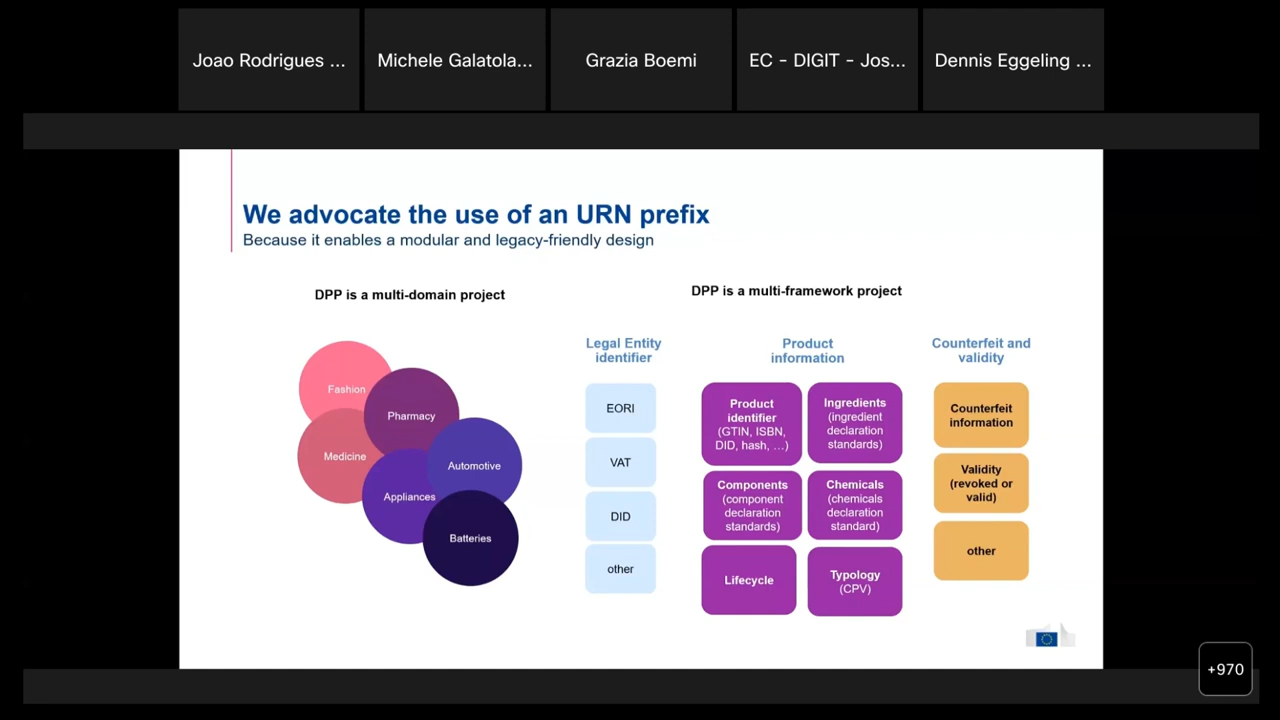 Joao Rodrigues ...
Michele Galatola...
Grazia Boemi
EC - DIGIT - Jos...
Dennis Eggeling ...
We advocate the use of an URN prefix
Because it enables a modular and legacy-friendly design
DPP is a multi-domain project
Fashion
Pharmacy
Medicine
Automotive
Appliances
Batteries
DPP is a multi-framework project
Legal Entity
identifier
EORI
VAT
DID
other
Product
information
Product
identifier
(GTIN, ISBN,
DID, hash, ...)
Ingredients
(ingredient
declaration
standards)
Components
(component
declaration
standards)
Chemicals
(chemicals
declaration
standard)
Lifecycle
Typology
(CPV)
Counterfeit and
validity
Counterfeit
information
Validity
(revoked or
valid)
other
+970